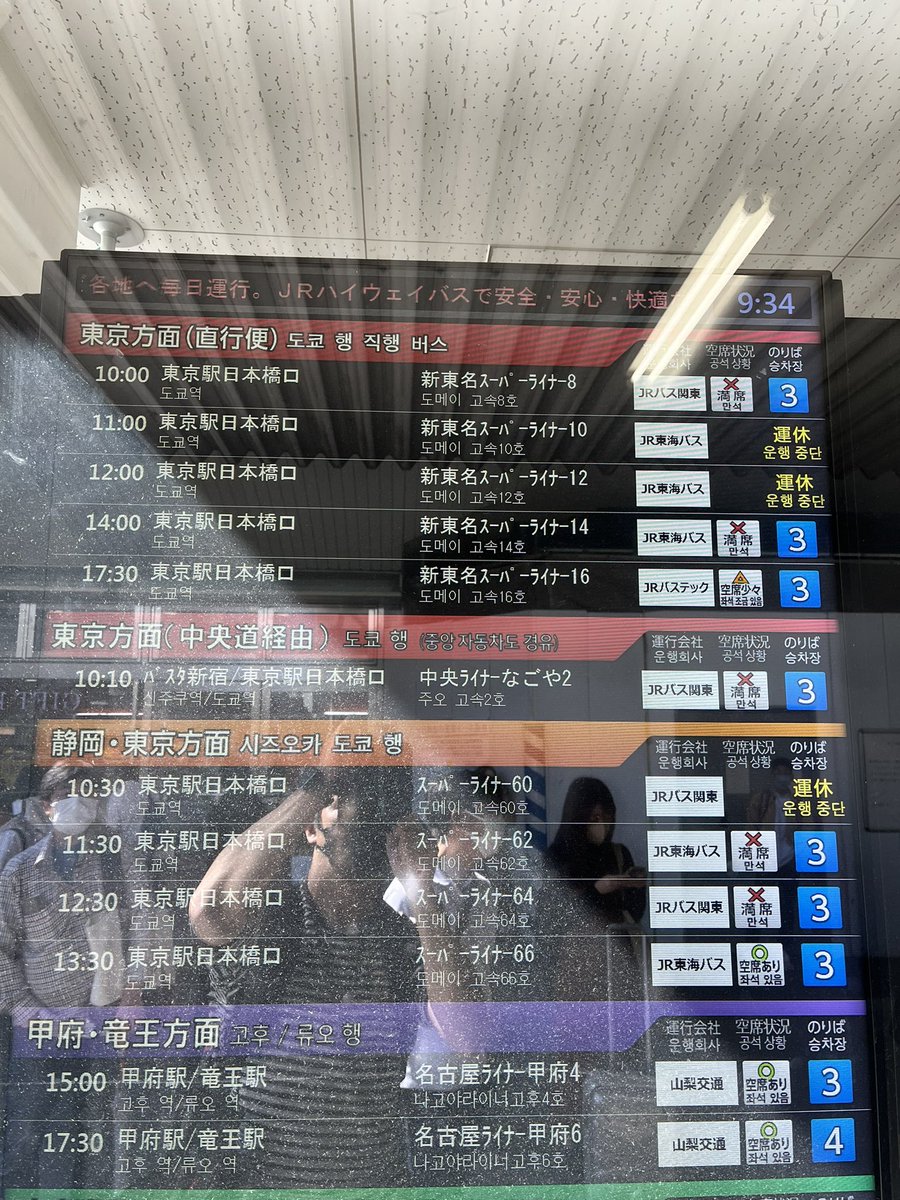 各地へ毎日運行。ＪＲハイウェイバスで安全・安心・快適 9:34
東京方面(直行便) 도쿄 행 직행 버스 空席状況 のりば
공석상황 승차장
10:00 東京駅日本橋口 新東名ｽｰﾊﾟｰﾗｲﾅｰ8 JRバス関東 満席 3
도쿄역 도메이 고속8호 만석
11:00 東京駅日本橋口 新東名ｽｰﾊﾟｰﾗｲﾅｰ10 JR東海バス 運休
도쿄역 도메이 고속10호 운행 중단
12:00 東京駅日本橋口 新東名ｽｰﾊﾟｰﾗｲﾅｰ12 JR東海バス 運休
도쿄역 도메이 고속12호 운행 중단
14:00 東京駅日本橋口 新東名ｽｰﾊﾟｰﾗｲﾅｰ14 JR東海バス 満席 3
도쿄역 도메이 고속14호 만석
17:30 東京駅日本橋口 新東名ｽｰﾊﾟｰﾗｲﾅｰ16 JRバステック 空席少々 3
도쿄역 도메이 고속16호 좌석 조금 있음
東京方面(中央道経由) 도쿄 행 (중앙 자동차도 경유) 運行会社 空席状況 のりば
운행회사 공석상황 승차장
10:10 ﾊﾞｽﾀ新宿/東京駅日本橋口 中央ﾗｲﾅｰなごや2 JRバス関東 満席 3
신주쿠역/도쿄역 주오 고속2호 만석
静岡・東京方面 시즈오카 도쿄 행 運行会社 空席状況 のりば
운행회사 공석상황 승차장
10:30 東京駅日本橋口 ｽｰﾊﾟｰﾗｲﾅｰ60 JRバス関東 運休
도쿄역 도메이 고속60호 운행 중단
11:30 東京駅日本橋口 ｽｰﾊﾟｰﾗｲﾅｰ62 JR東海バス 満席 3
도쿄역 도메이 고속62호 만석
12:30 東京駅日本橋口 ｽｰﾊﾟｰﾗｲﾅｰ64 JRバス関東 満席 3
도쿄역 도메이 고속64호 만석
13:30 東京駅日本橋口 ｽｰﾊﾟｰﾗｲﾅｰ66 JR東海バス 空席あり 3
도쿄역 도메이 고속66호 좌석 있음
甲府・竜王方面 고후 / 류오 행 運行会社 空席状況 のりば
운행회사 공석상황 승차장
15:00 甲府駅/竜王駅 名古屋ﾗｲﾅｰ甲府4 山梨交通 空席あり 3
고후 역/류오 역 나고야라이너고후4호 좌석 있음
17:30 甲府駅/竜王駅 名古屋ﾗｲﾅｰ甲府6 山梨交通 空席あり 4
고후 역/류오 역 나고야라이너고후6호 좌석 있음